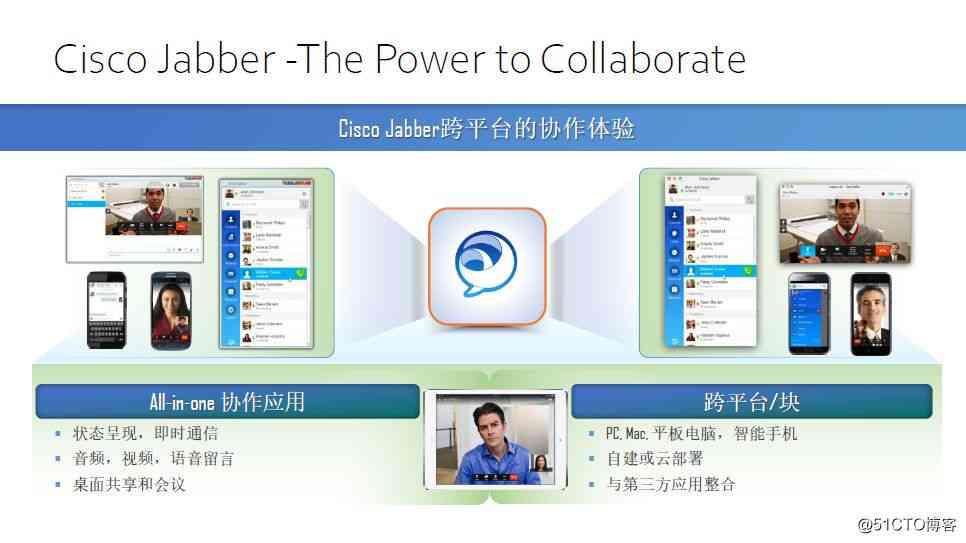 Cisco Jabber -The Power to Collaborate
Cisco Jabber跨平台的协作体验
All-in-one 协作应用
▪ 状态呈现，即时通信
▪ 音频，视频，语音留言
▪ 桌面共享和会议
跨平台/块
▪ PC, Mac, 平板电脑，智能手机
▪ 自建或云部署
▪ 与第三方应用整合
@51CTO博客